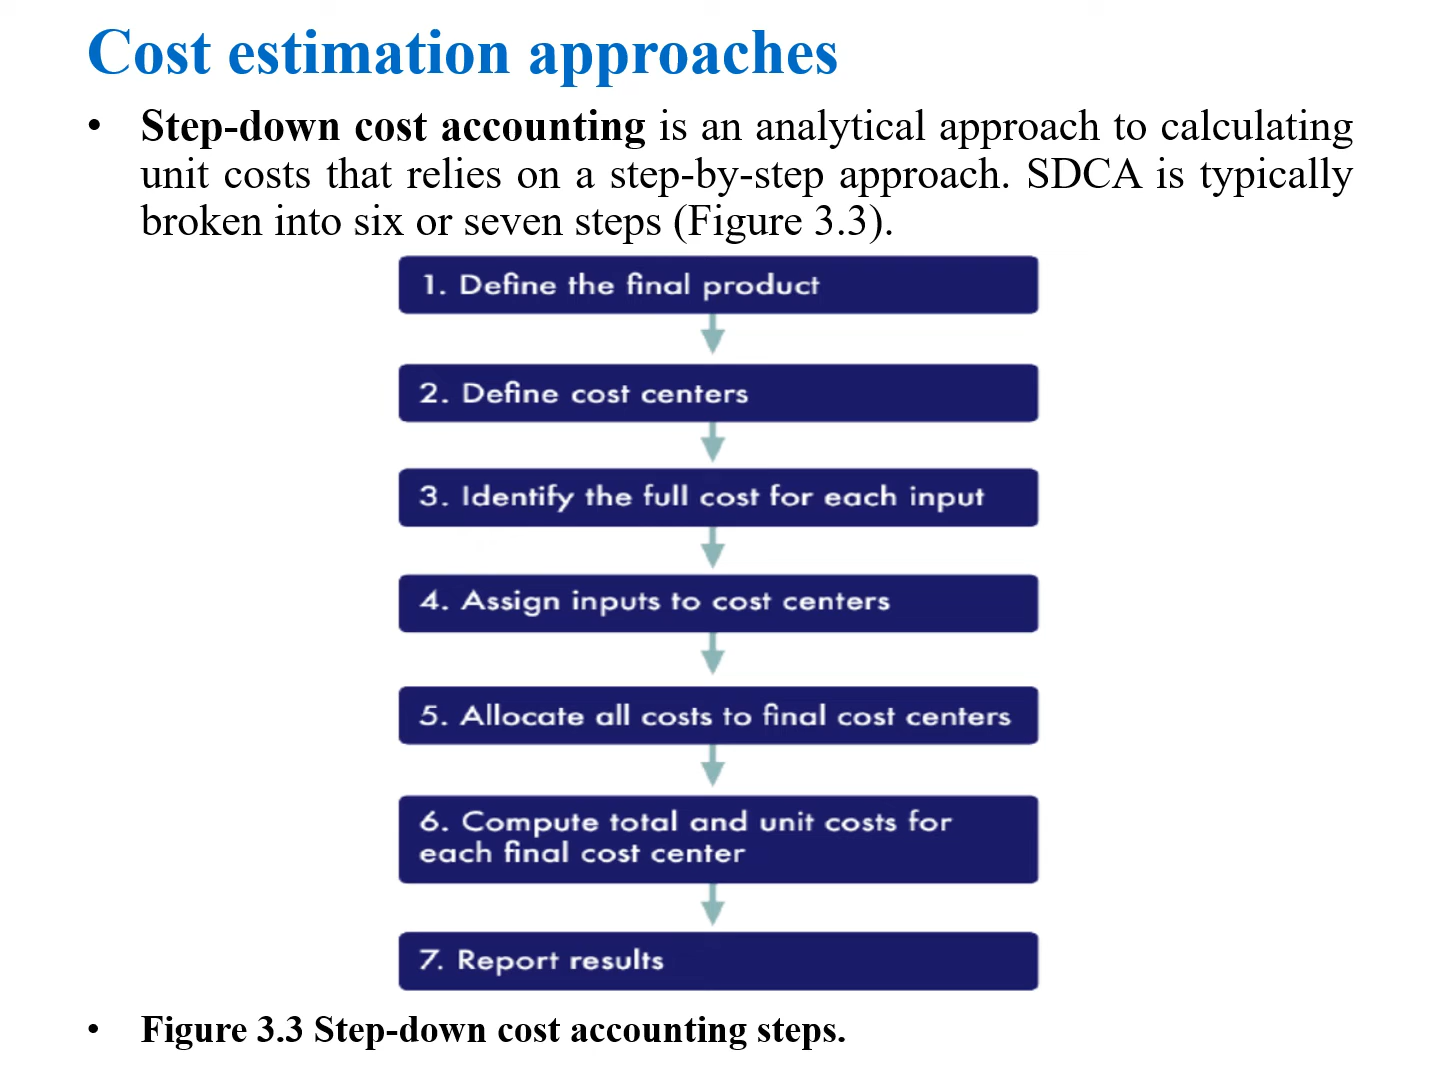 Cost estimation approaches
• Step-down cost accounting is an analytical approach to calculating
unit costs that relies on a step-by-step approach. SDCA is typically
broken into six or seven steps (Figure 3.3).
1. Define the final product
2. Define cost centers
3. Identify the full cost for each input
4. Assign inputs to cost centers
5. Allocate all costs to final cost centers
6. Compute total and unit costs for
each final cost center
7. Report results
• Figure 3.3 Step-down cost accounting steps.